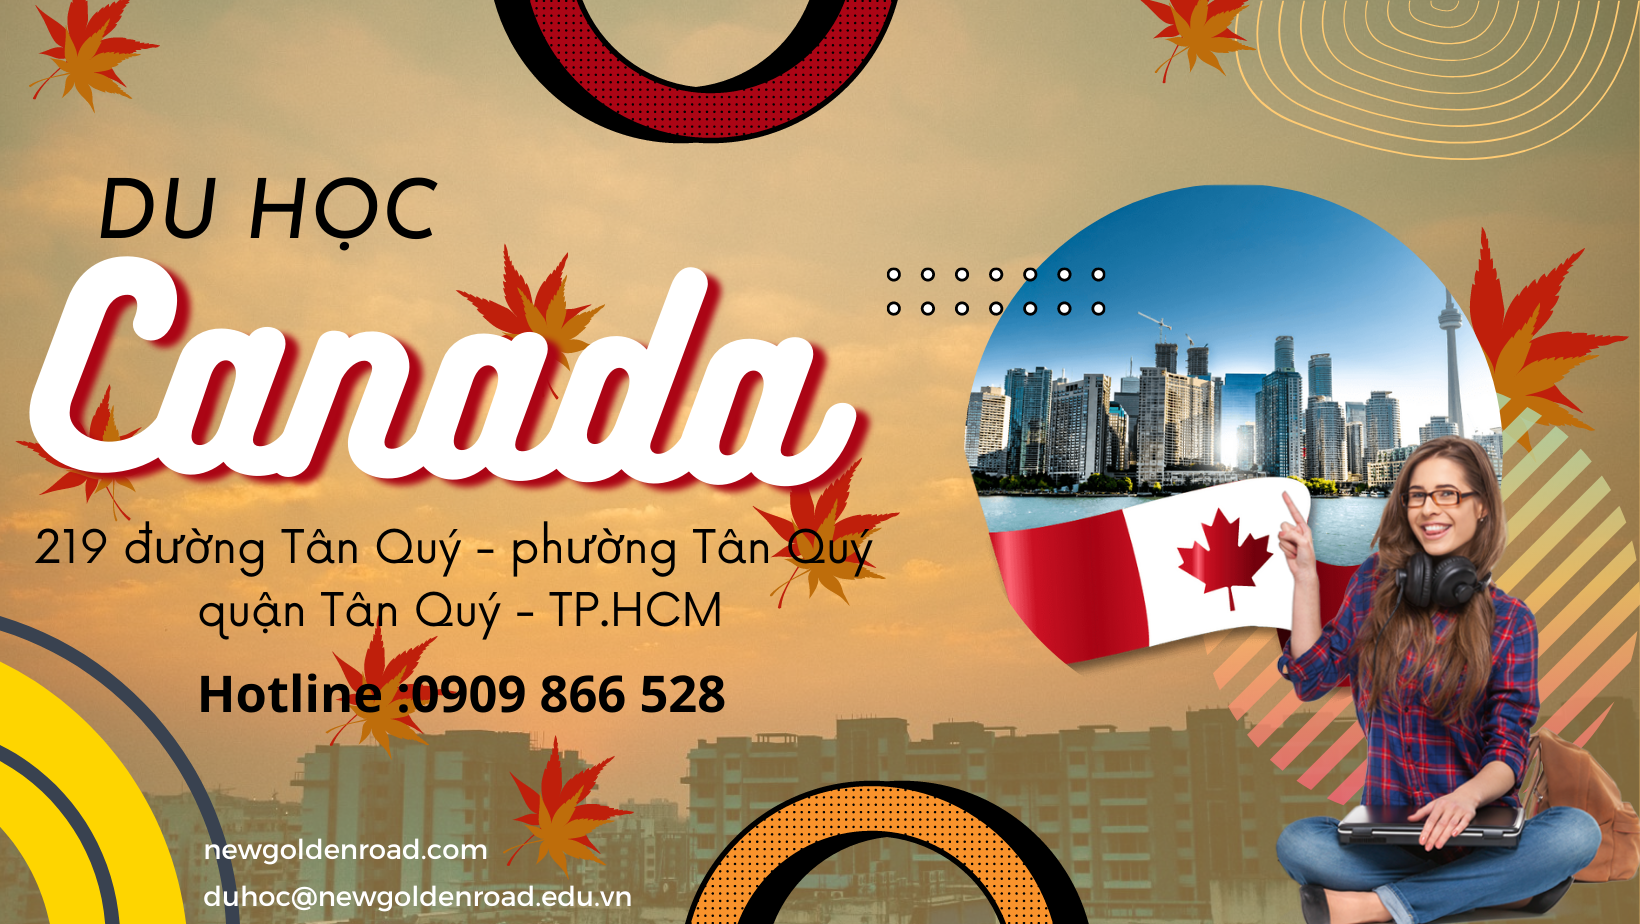 DU HỌC
Canada
219 đường Tân Quý - phường Tân Quý
quận Tân Quý - TP.HCM
Hotline :0909 866 528
newgoldenroad.com
duhoc@newgoldenroad.edu.vn